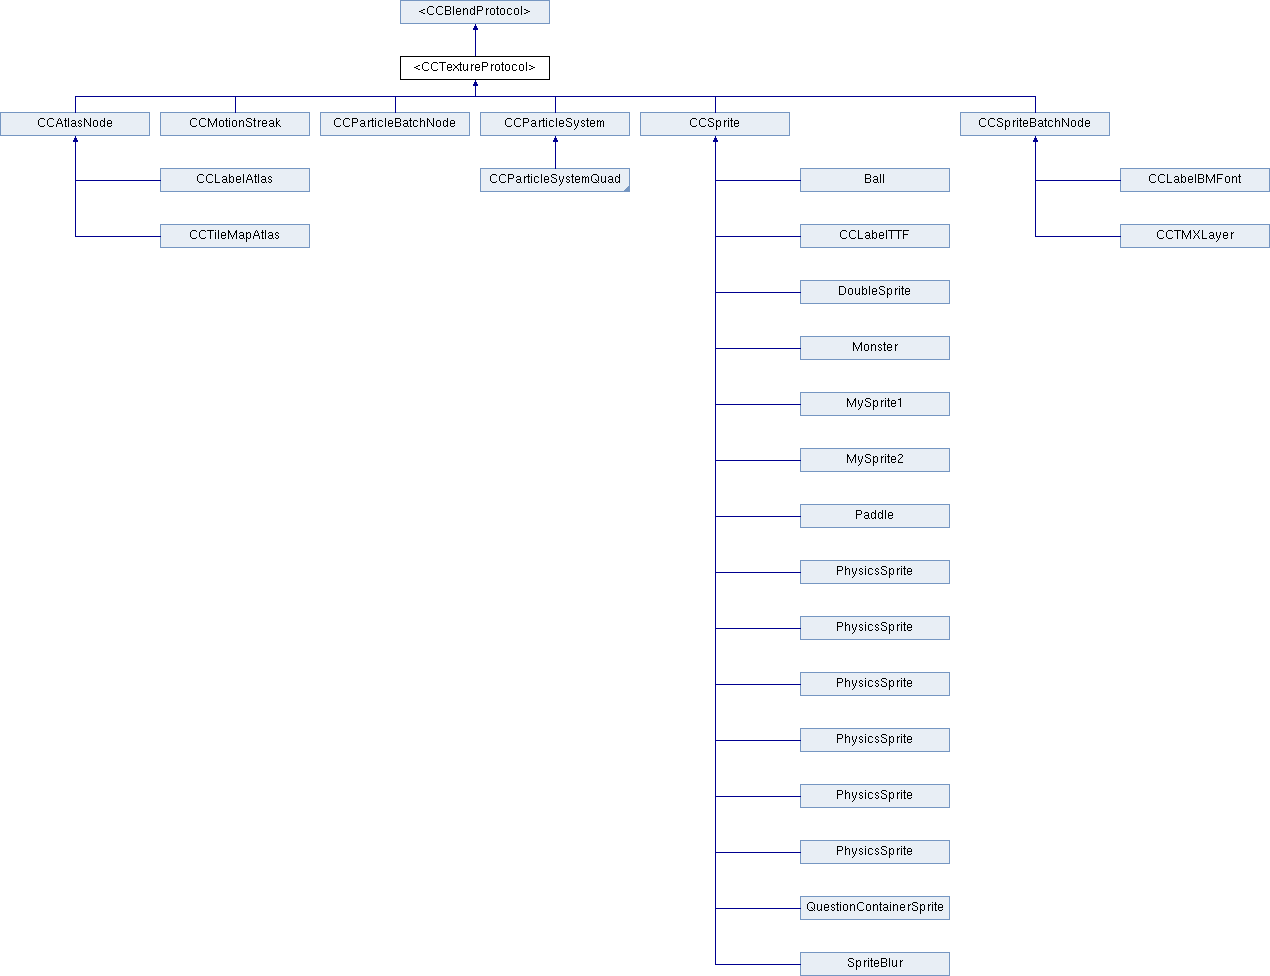 <CCBlendProtocol>
<CCTextureProtocol>
CCAtlasNode
CCMotionStreak
CCParticleBatchNode
CCParticleSystem
CCSprite
CCSpriteBatchNode
CCLabelAtlas
CCParticleSystemQuad
Ball
CCLabelBMFont
CCTileMapAtlas
CCLabelTTF
CCTMXLayer
DoubleSprite
Monster
MySprite1
MySprite2
Paddle
PhysicsSprite
PhysicsSprite
PhysicsSprite
PhysicsSprite
PhysicsSprite
PhysicsSprite
QuestionContainerSprite
SpriteBlur